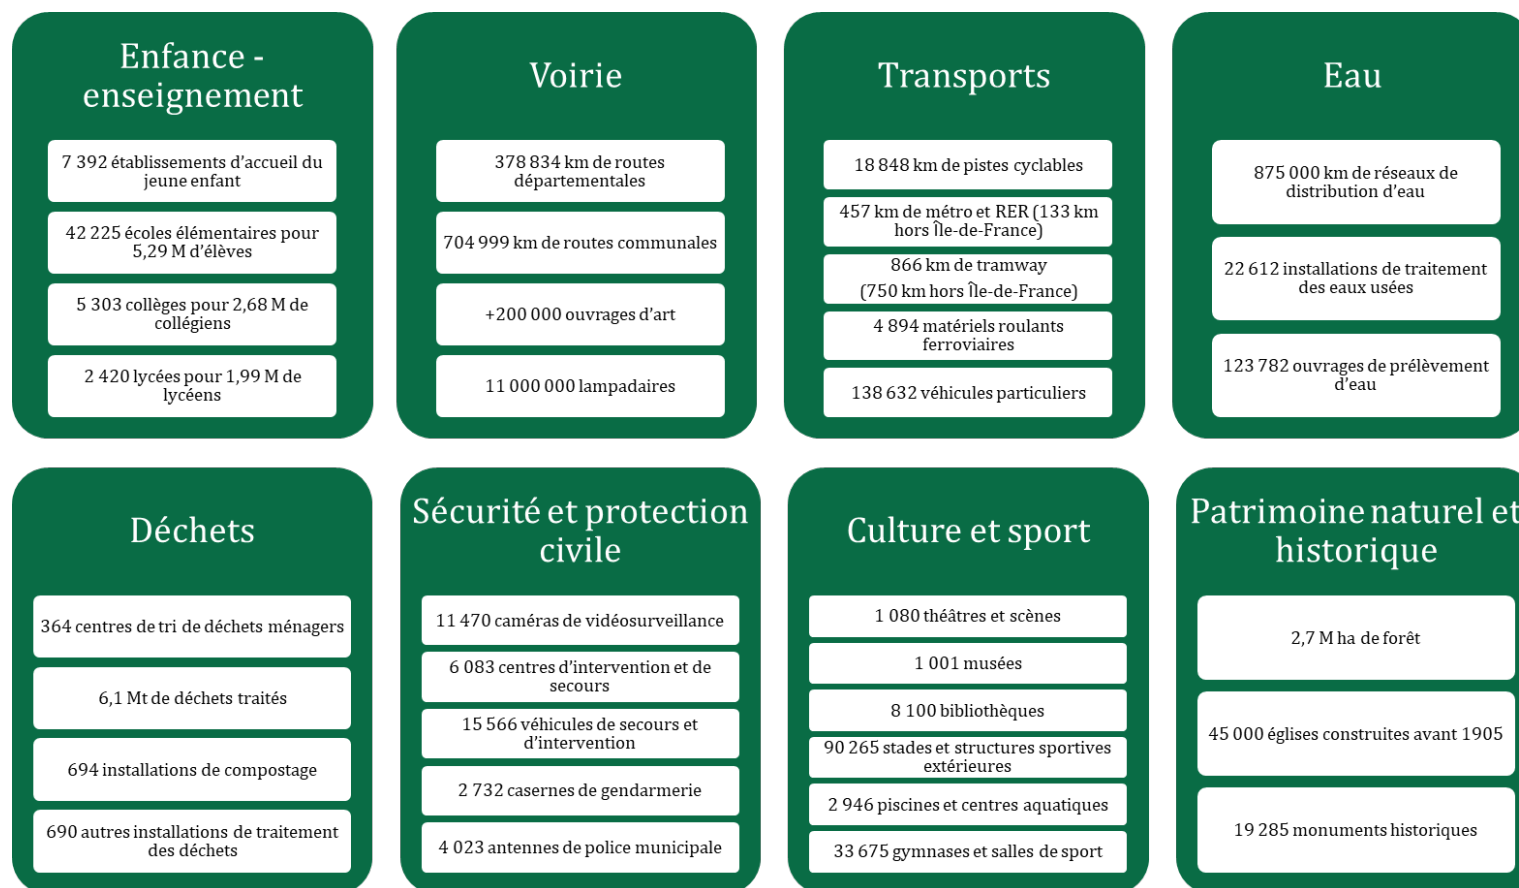 Enfance -
enseignement
7 392 établissements d'accueil du
jeune enfant
42 225 écoles élémentaires pour
5,29 M d'élèves
5 303 collèges pour 2,68 M de
collégiens
2 420 lycées pour 1,99 M de
lycéens
Voirie
378 834 km de routes
départementales
704 999 km de routes communales
+200 000 ouvrages d'art
11 000 000 lampadaires
Transports
18 848 km de pistes cyclables
457 km de métro et RER (133 km
hors Île-de-France)
866 km de tramway
(750 km hors Île-de-France)
4 894 matériels roulants
ferroviaires
138 632 véhicules particuliers
Eau
875 000 km de réseaux de
distribution d'eau
22 612 installations de traitement
des eaux usées
123 782 ouvrages de prélèvement
d'eau
Déchets
364 centres de tri de déchets ménagers
6,1 Mt de déchets traités
694 installations de compostage
690 autres installations de traitement
des déchets
Sécurité et protection
civile
11 470 caméras de vidéosurveillance
6 083 centres d'intervention et de
secours
15 566 véhicules de secours et
d'intervention
2 732 casernes de gendarmerie
4 023 antennes de police municipale
Culture et sport
1 080 théâtres et scènes
1 001 musées
8 100 bibliothèques
90 265 stades et structures sportives
extérieures
2 946 piscines et centres aquatiques
33 675 gymnases et salles de sport
Patrimoine naturel et
historique
2,7 M ha de forêt
45 000 églises construites avant 1905
19 285 monuments historiques